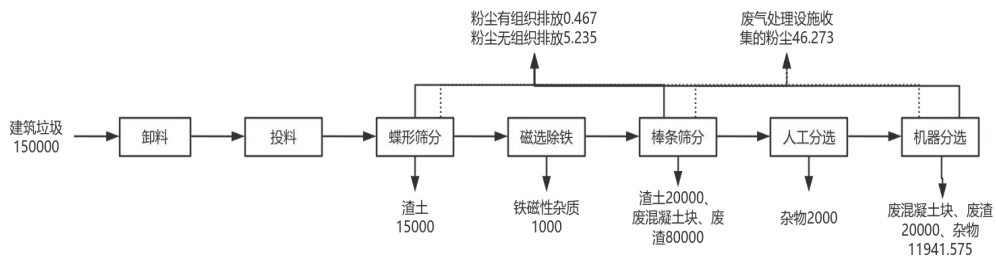 粉尘有组织排放0.467
粉尘无组织排放5.235
废气处理设施收
集的粉尘46.273
建筑垃圾
150000
卸料
投料
蝶形筛分
磁选除铁
棒条筛分
人工分选
机器分选
渣土
15000
铁磁性杂质
1000
渣土20000、
废混凝土块、废
渣80000
杂物2000
废混凝土块、废渣
20000、杂物
11941.575